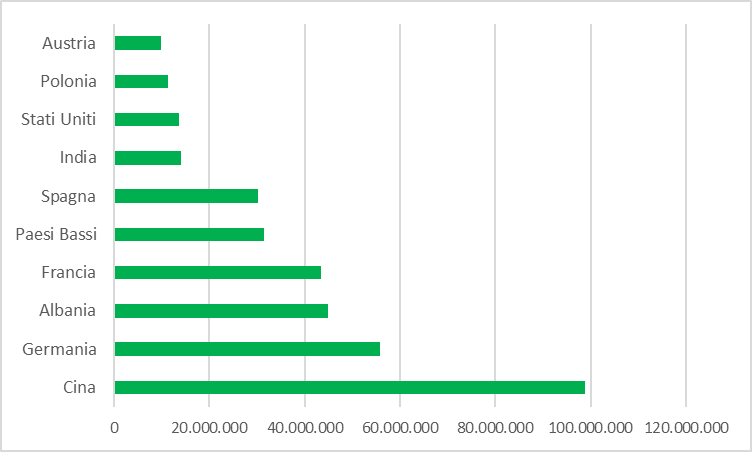 Austria
Polonia
Stati Uniti
India
Spagna
Paesi Bassi
Francia
Albania
Germania
Cina
0 20.000.000 40.000.000 60.000.000 80.000.000 100.000.000 120.000.000